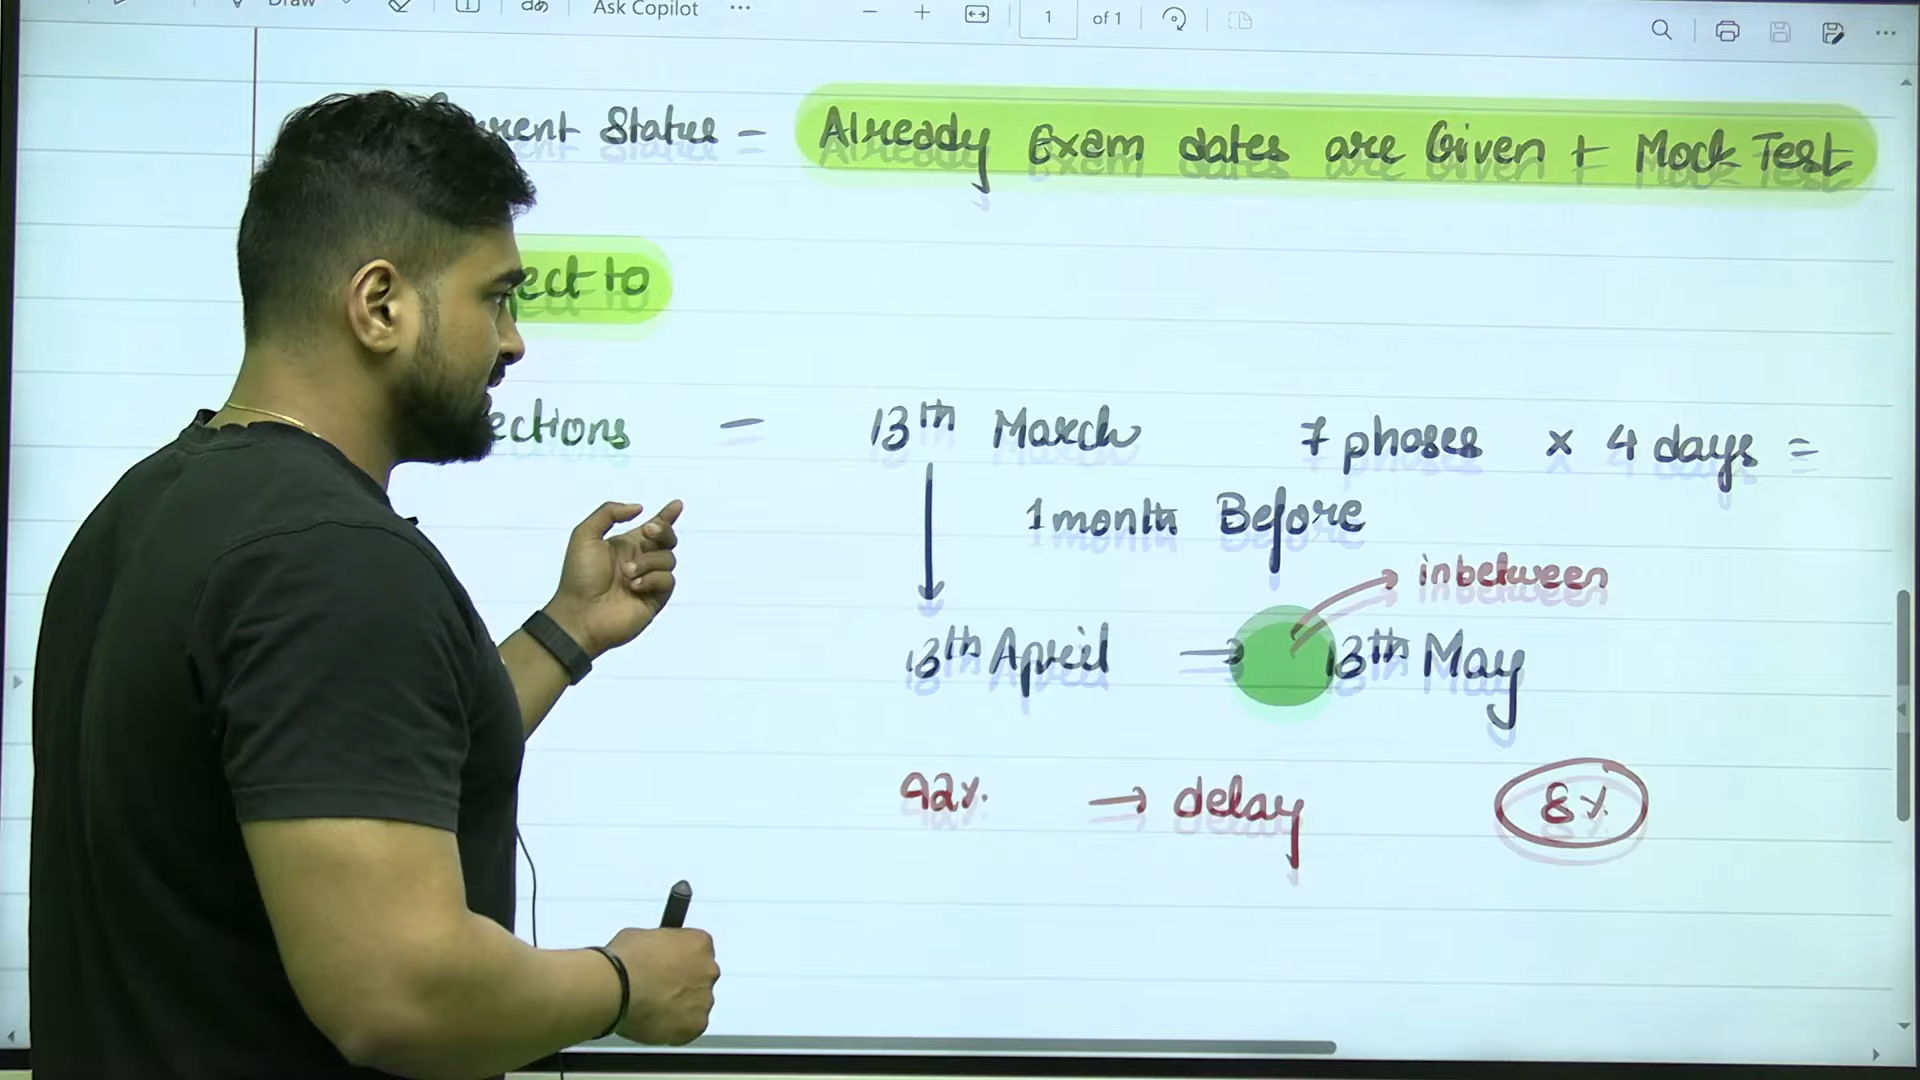 Draw Ask Copilot ... 1 of 1
Status = Already Exam dates are Given + Mock Test
ect to
ections - 13th March 7 phases x 4 days =
1 month Before
inbetween
13th April → 13th May
92% → delay 8%